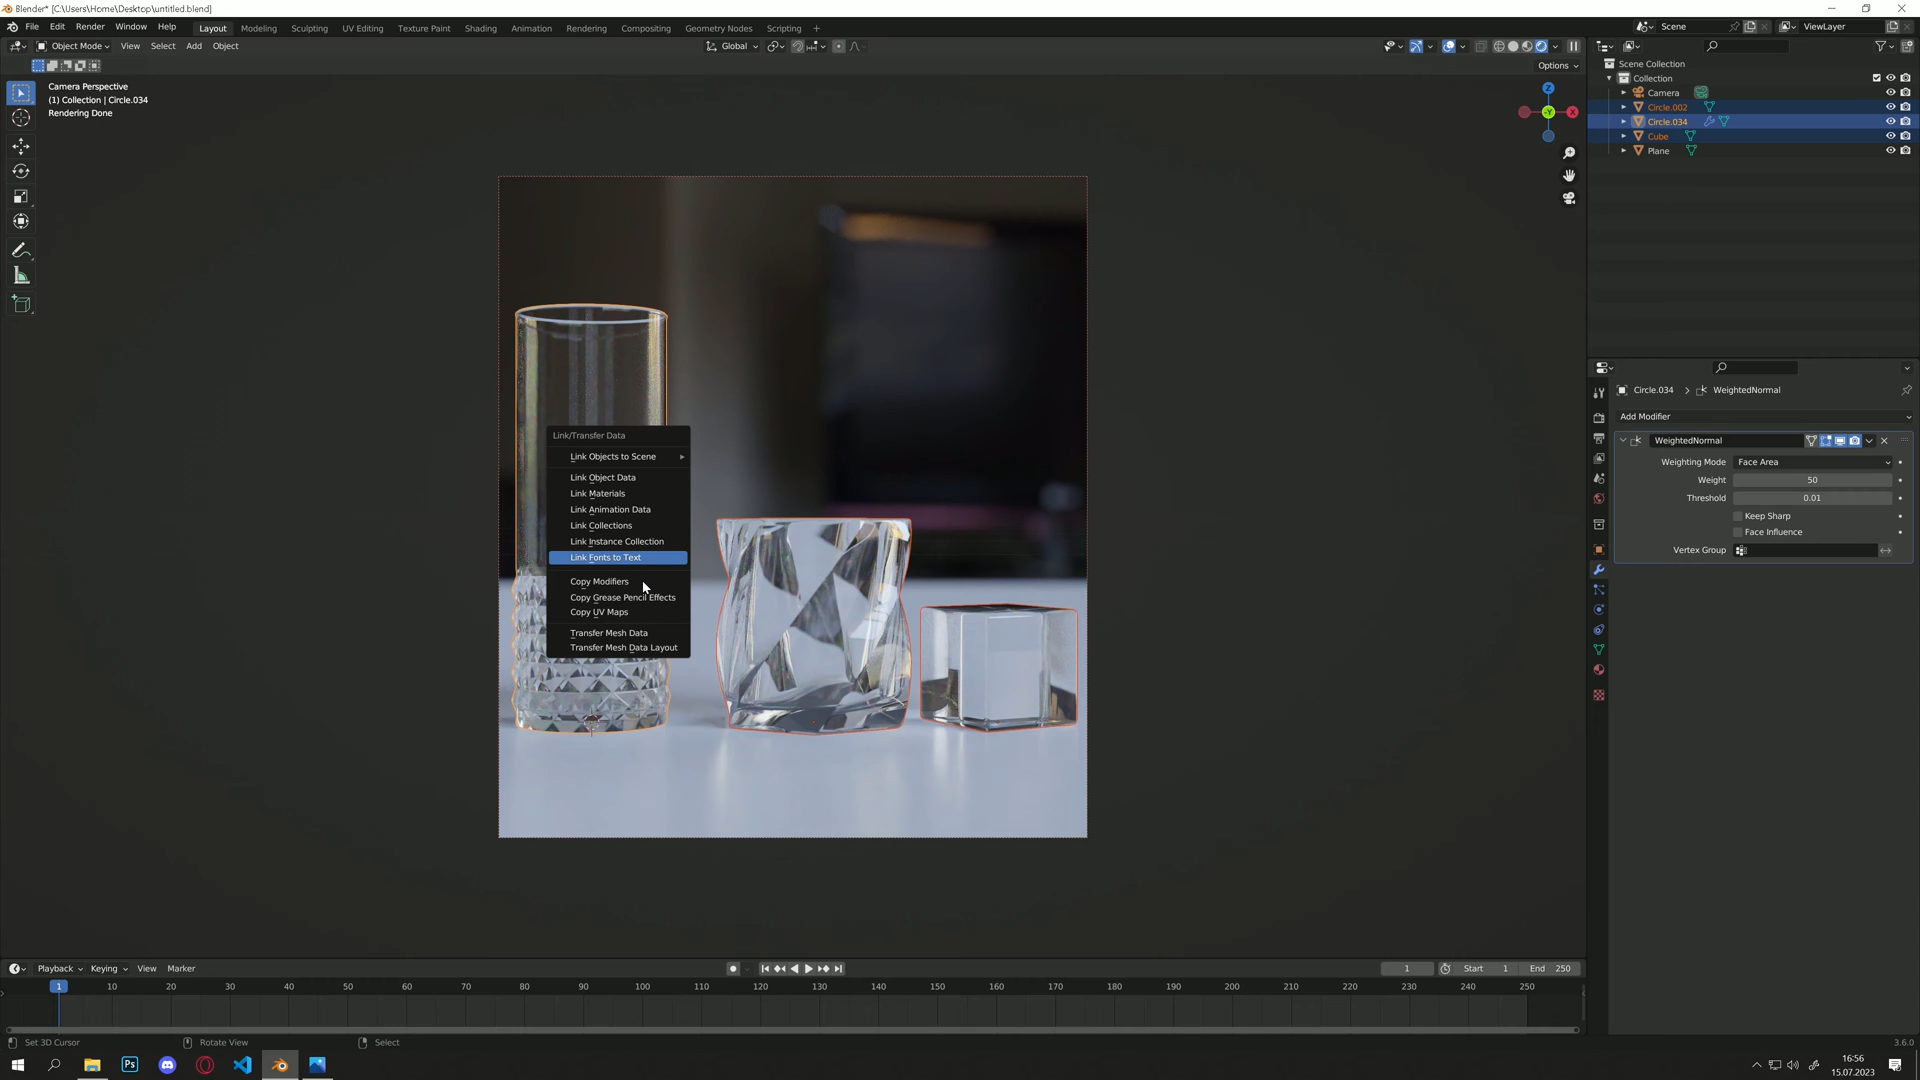 Blender* [C:\Users\Home\Desktop\untitled.blend]
File Edit Render Window Help Layout Modeling Sculpting UV Editing Texture Paint Shading Animation Rendering Compositing Geometry Nodes Scripting + Scene ViewLayer
Object Mode View Select Add Object Global
Options
Camera Perspective
(1) Collection | Circle.034
Rendering Done
Z
-Y
X
Scene Collection
Collection
Camera
Circle.002
Circle.034
Cube
Plane
Circle.034 > WeightedNormal
Add Modifier
WeightedNormal
Weighting Mode Face Area
Weight 50
Threshold 0.01
Keep Sharp
Face Influence
Vertex Group
Link/Transfer Data
Link Objects to Scene
Link Object Data
Link Materials
Link Animation Data
Link Collections
Link Instance Collection
Link Fonts to Text
Copy Modifiers
Copy Grease Pencil Effects
Copy UV Maps
Transfer Mesh Data
Transfer Mesh Data Layout
Playback Keying View Marker 1 Start 1 End 250
1 10 20 30 40 50 60 70 80 90 100 110 120 130 140 150 160 170 180 190 200 210 220 230 240 250
Set 3D Cursor Rotate View Select 3.6.0
Ps
16:56
15.07.2023